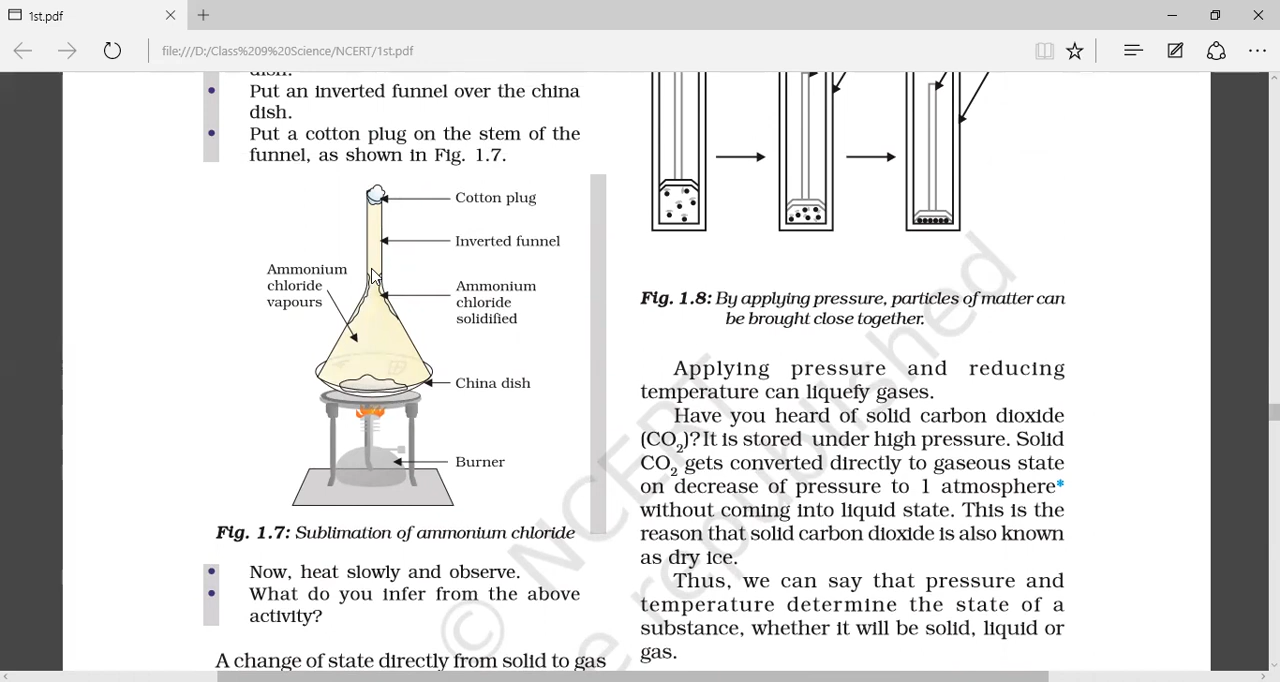 1st.pdf
file:///D:/Class%209%20Science/NCERT/1st.pdf
dish.
• Put an inverted funnel over the china
dish.
• Put a cotton plug on the stem of the
funnel, as shown in Fig. 1.7.
Cotton plug
Inverted funnel
Ammonium
chloride
vapours
Ammonium
chloride
solidified
China dish
Burner
Fig. 1.7: Sublimation of ammonium chloride
• Now, heat slowly and observe.
• What do you infer from the above
activity?
A change of state directly from solid to gas
Fig. 1.8: By applying pressure, particles of matter can
be brought close together.
Applying pressure and reducing
temperature can liquefy gases.
Have you heard of solid carbon dioxide
(CO₂)? It is stored under high pressure. Solid
CO₂ gets converted directly to gaseous state
on decrease of pressure to 1 atmosphere*
without coming into liquid state. This is the
reason that solid carbon dioxide is also known
as dry ice.
Thus, we can say that pressure and
temperature determine the state of a
substance, whether it will be solid, liquid or
gas.
© NCERT
be republished